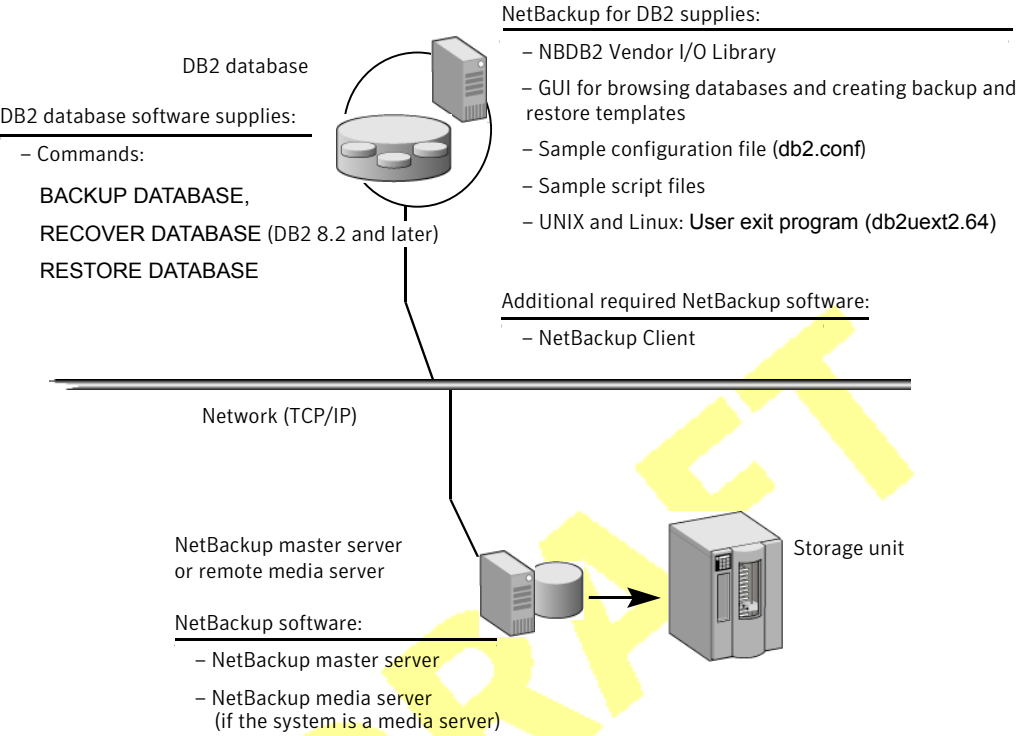 NetBackup for DB2 supplies:
– NBDB2 Vendor I/O Library
– GUI for browsing databases and creating backup and
restore templates
– Sample configuration file (db2.conf)
– Sample script files
– UNIX and Linux: User exit program (db2uext2.64)
DB2 database
DB2 database software supplies:
– Commands:
BACKUP DATABASE,
RECOVER DATABASE (DB2 8.2 and later)
RESTORE DATABASE
Additional required NetBackup software:
– NetBackup Client
Network (TCP/IP)
NetBackup master server
or remote media server
Storage unit
NetBackup software:
– NetBackup master server
– NetBackup media server
(if the system is a media server)
DRAFT